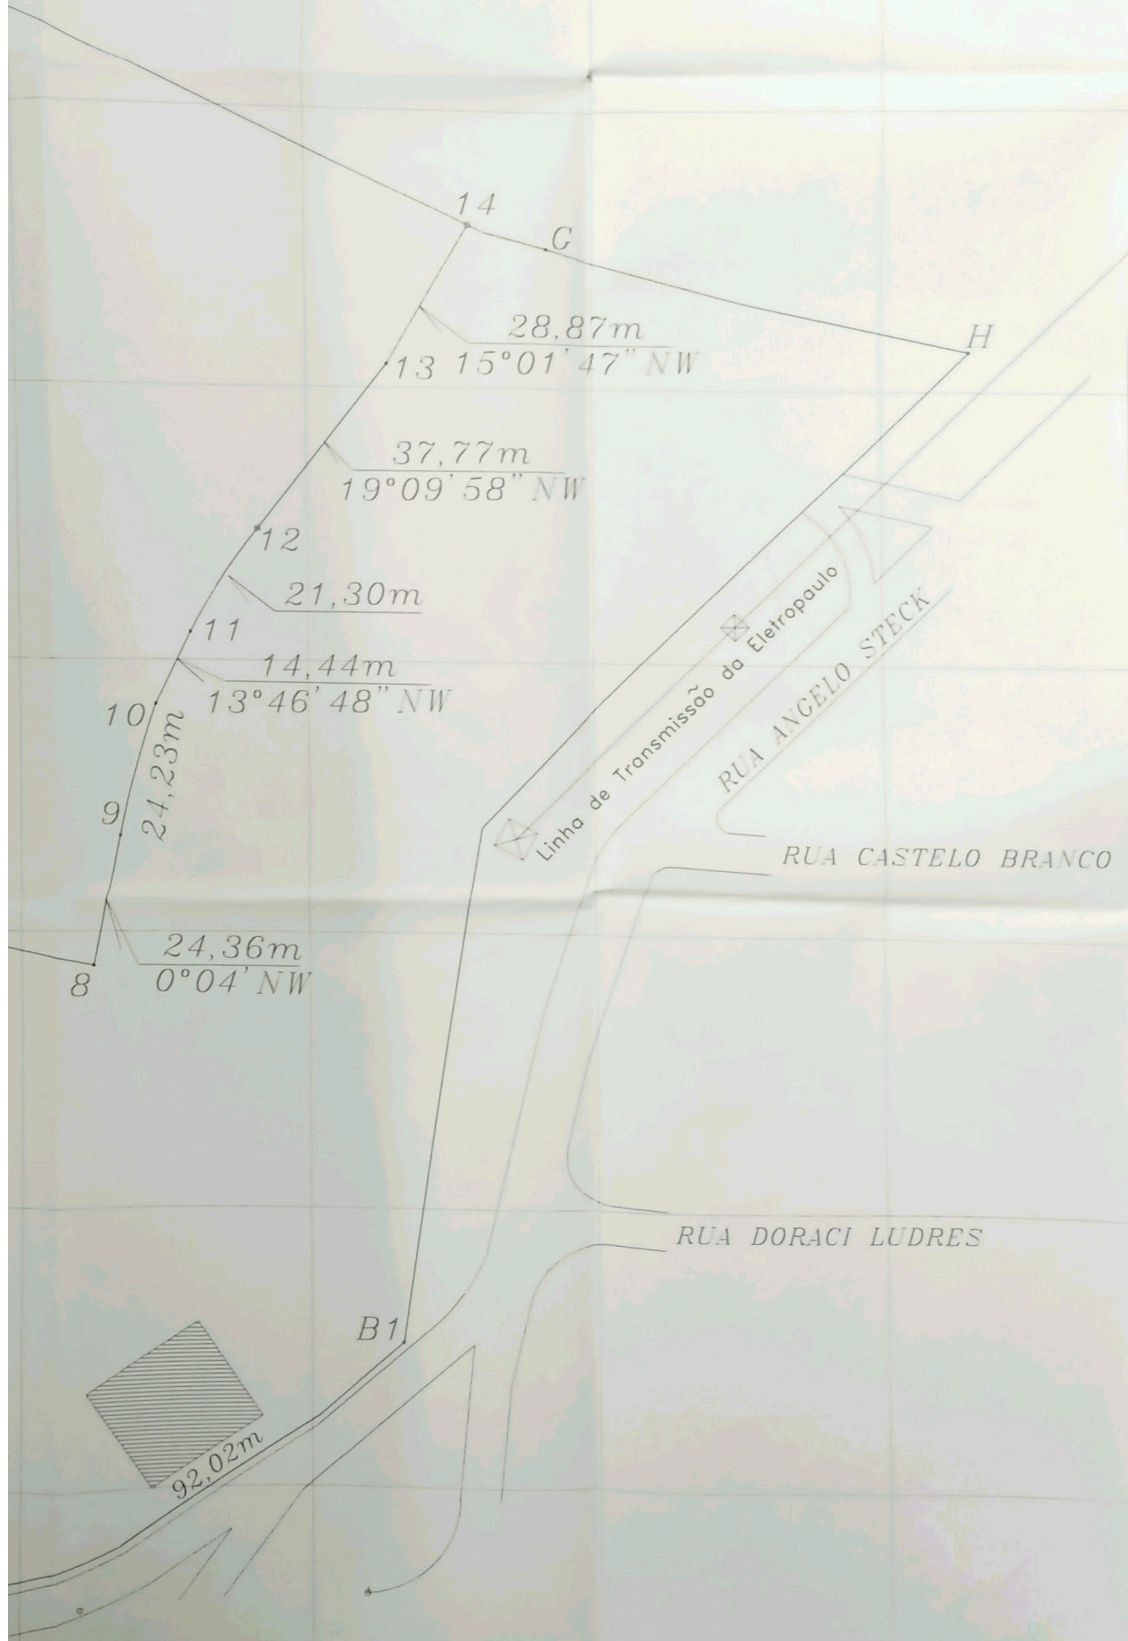 14
G
28,87m
H
13
15°01'47" NW
37,77m
19°09'58" NW
12
21,30m
11
14,44m
13°46'48" NW
10
24,23m
9
Linha de Transmissão da Eletropaulo
RUA ANGELO STECK
RUA CASTELO BRANCO
24,36m
0°04' NW
8
RUA DORACI LUDRES
B1
92,02m